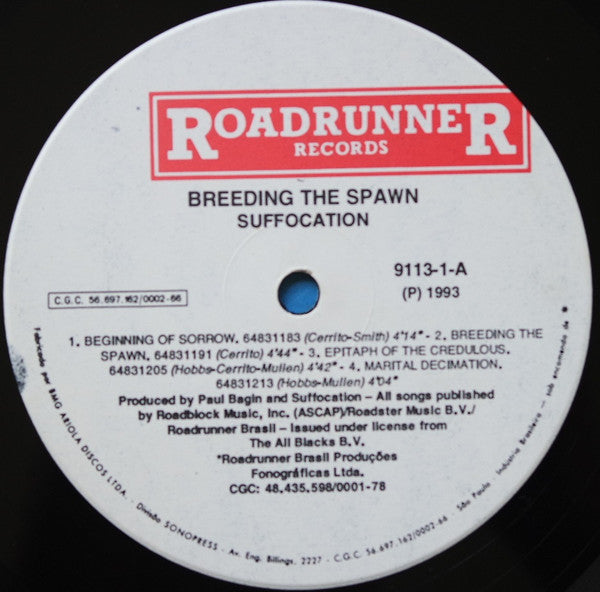 ROADRUNNER
RECORDS
BREEDING THE SPAWN
SUFFOCATION
9113-1-A
(P) 1993
C.G.C. 56.697.162/0002-66
1. BEGINNING OF SORROW. 64831183 (Cerrito-Smith) 4'14" - 2. BREEDING THE
SPAWN. 64831191 (Cerrito) 4'44" - 3. EPITAPH OF THE CREDULOUS.
64831205 (Hobbs-Cerrito-Mullen) 4'42" - 4. MARITAL DECIMATION.
64831213 (Hobbs-Mullen) 4'04"
Produced by Paul Bagin and Suffocation – All songs published
by Roadblock Music, Inc. (ASCAP)/Roadster Music B.V./
Roadrunner Brasil – Issued under license from
The All Blacks B.V.
*Roadrunner Brasil Produções
Fonográficas Ltda.
CGC: 48.435.598/0001-78
Fabricado por BMG ARIOLA DISCOS LTDA. - Divisão SONOPRESS - Av. Eng. Billings, 2227 - C.G.C. 56.697.162/0002-66 - São Paulo - Indústria Brasileira - sob encomenda de